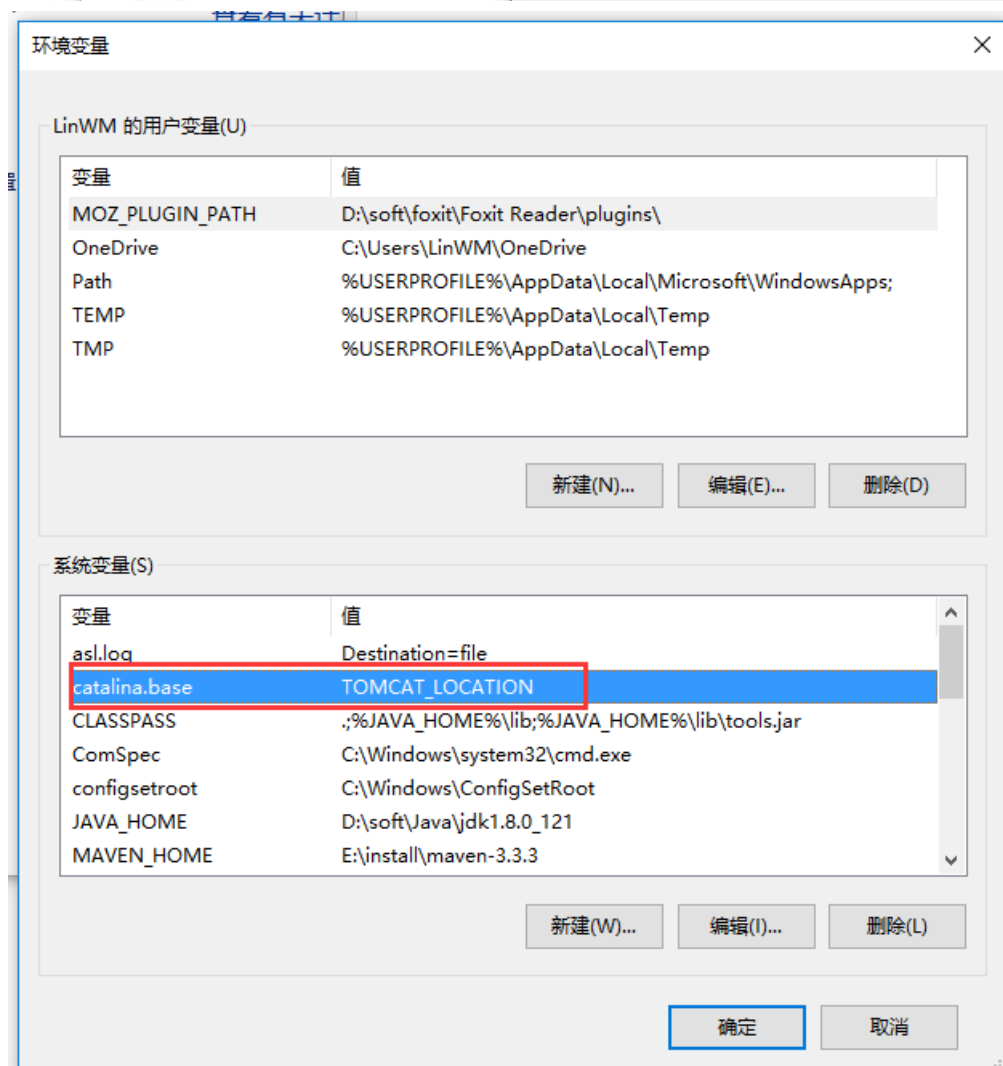 环境变量
LinWM 的用户变量(U)
变量 值
MOZ_PLUGIN_PATH D:\soft\foxit\Foxit Reader\plugins\
OneDrive C:\Users\LinWM\OneDrive
Path %USERPROFILE%\AppData\Local\Microsoft\WindowsApps;
TEMP %USERPROFILE%\AppData\Local\Temp
TMP %USERPROFILE%\AppData\Local\Temp
新建(N)... 编辑(E)... 删除(D)
系统变量(S)
变量 值
asl.log Destination=file
catalina.base TOMCAT_LOCATION
CLASSPASS .;%JAVA_HOME%\lib;%JAVA_HOME%\lib\tools.jar
ComSpec C:\Windows\system32\cmd.exe
configsetroot C:\Windows\ConfigSetRoot
JAVA_HOME D:\soft\Java\jdk1.8.0_121
MAVEN_HOME E:\install\maven-3.3.3
新建(W)... 编辑(I)... 删除(L)
确定 取消